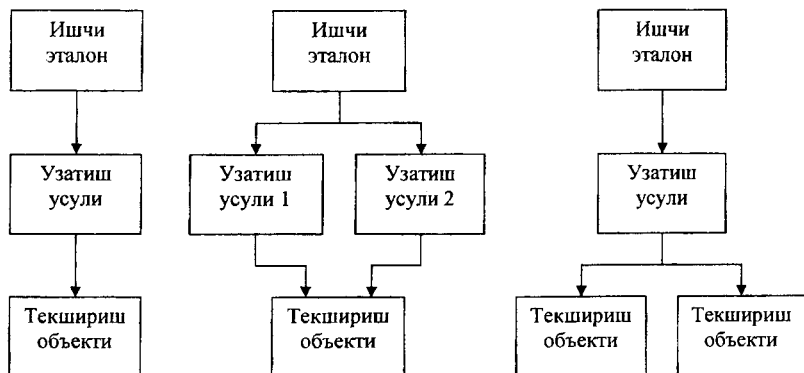 Ишчи
эталон
Ишчи
эталон
Ишчи
эталон
Узатиш
усули
Узатиш
усули 1
Узатиш
усули 2
Узатиш
усули
Текшириш
объекти
Текшириш
объекти
Текшириш
объекти
Текшириш
объекти